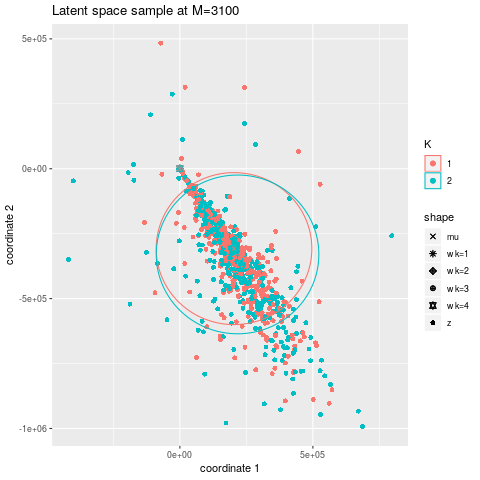 Latent space sample at M=3100
5e+05
0e+00
-5e+05
-1e+06
coordinate 2
0e+00
5e+05
coordinate 1
K
1
2
shape
mu
w k=1
w k=2
w k=3
w k=4
z